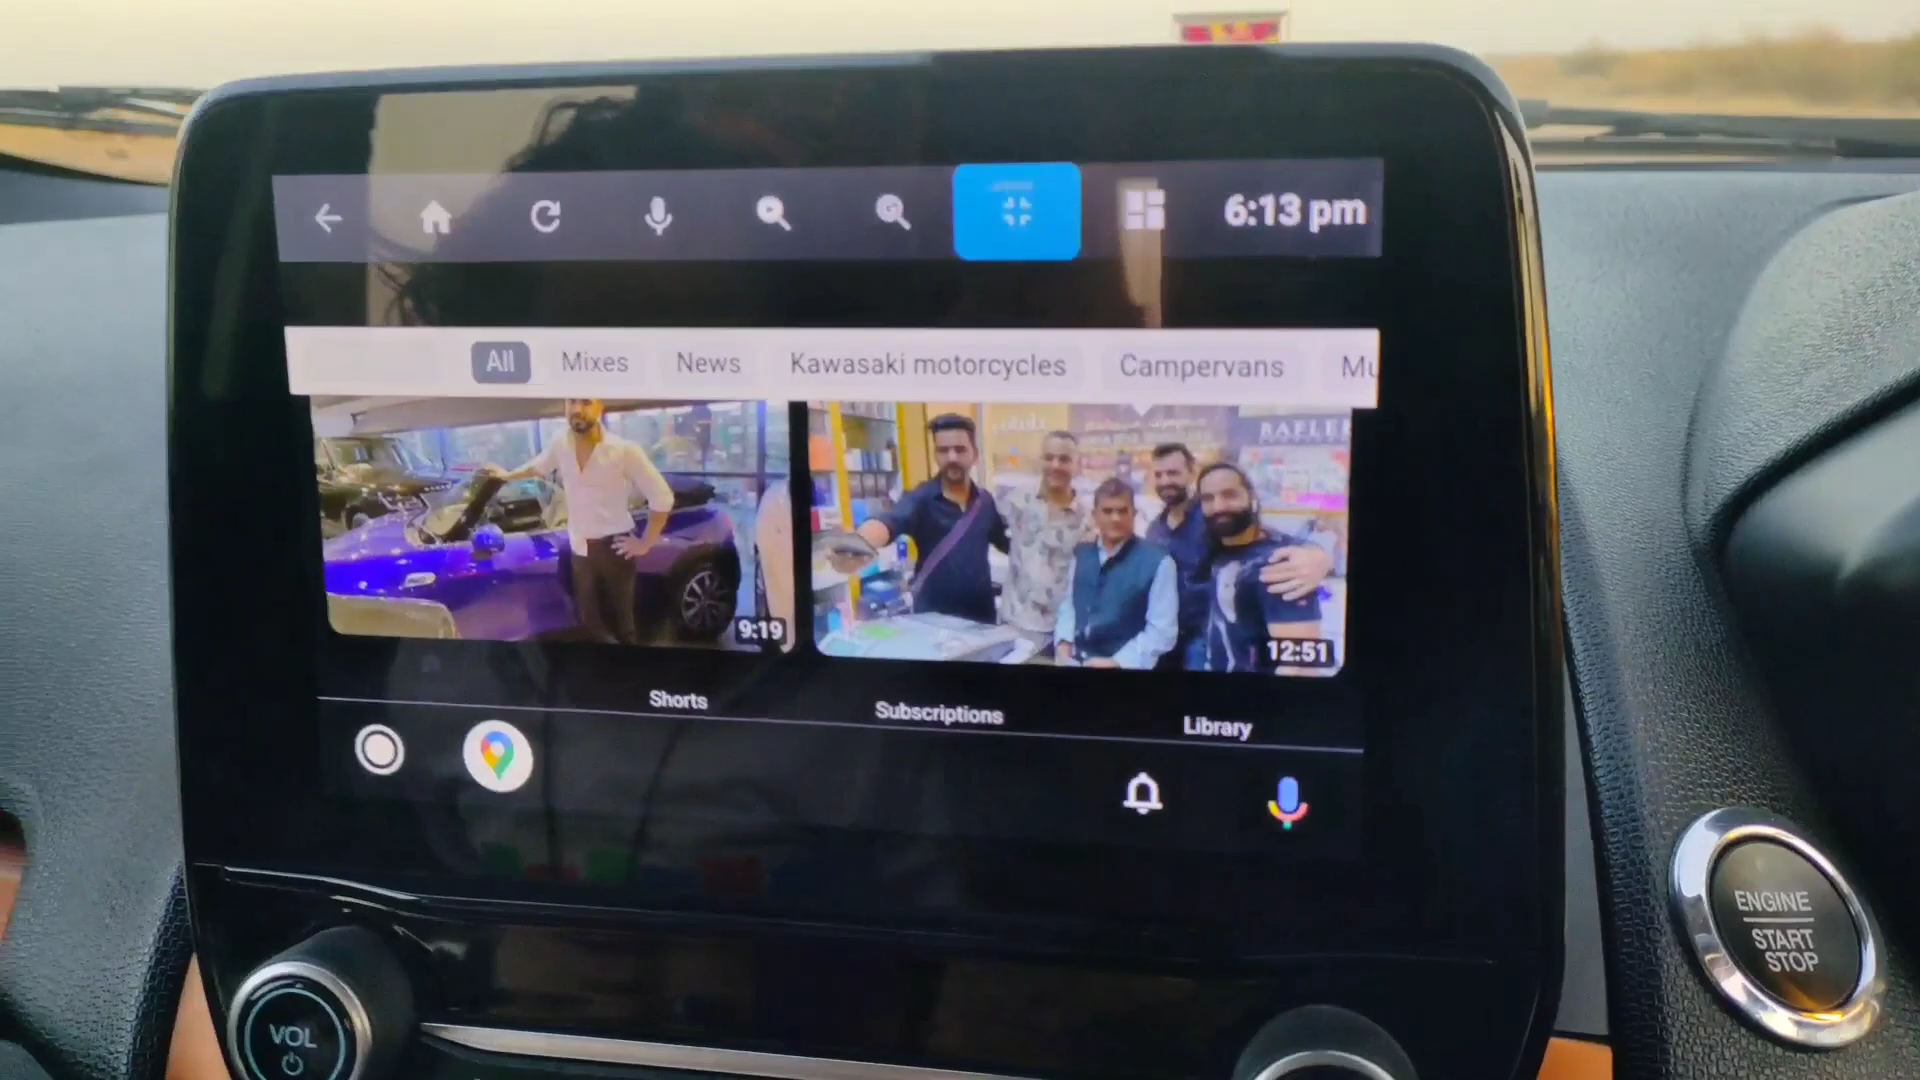 6:13 pm
All Mixes News Kawasaki motorcycles Campervans Mu
9:19
12:51
Shorts Subscriptions Library
ENGINE
START
STOP
VOL